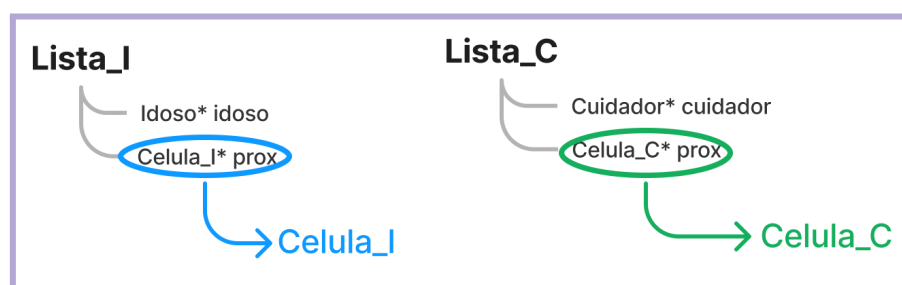 Lista_I
Idoso* idoso
Celula_I* prox
Celula_I
Lista_C
Cuidador* cuidador
Celula_C* prox
Celula_C